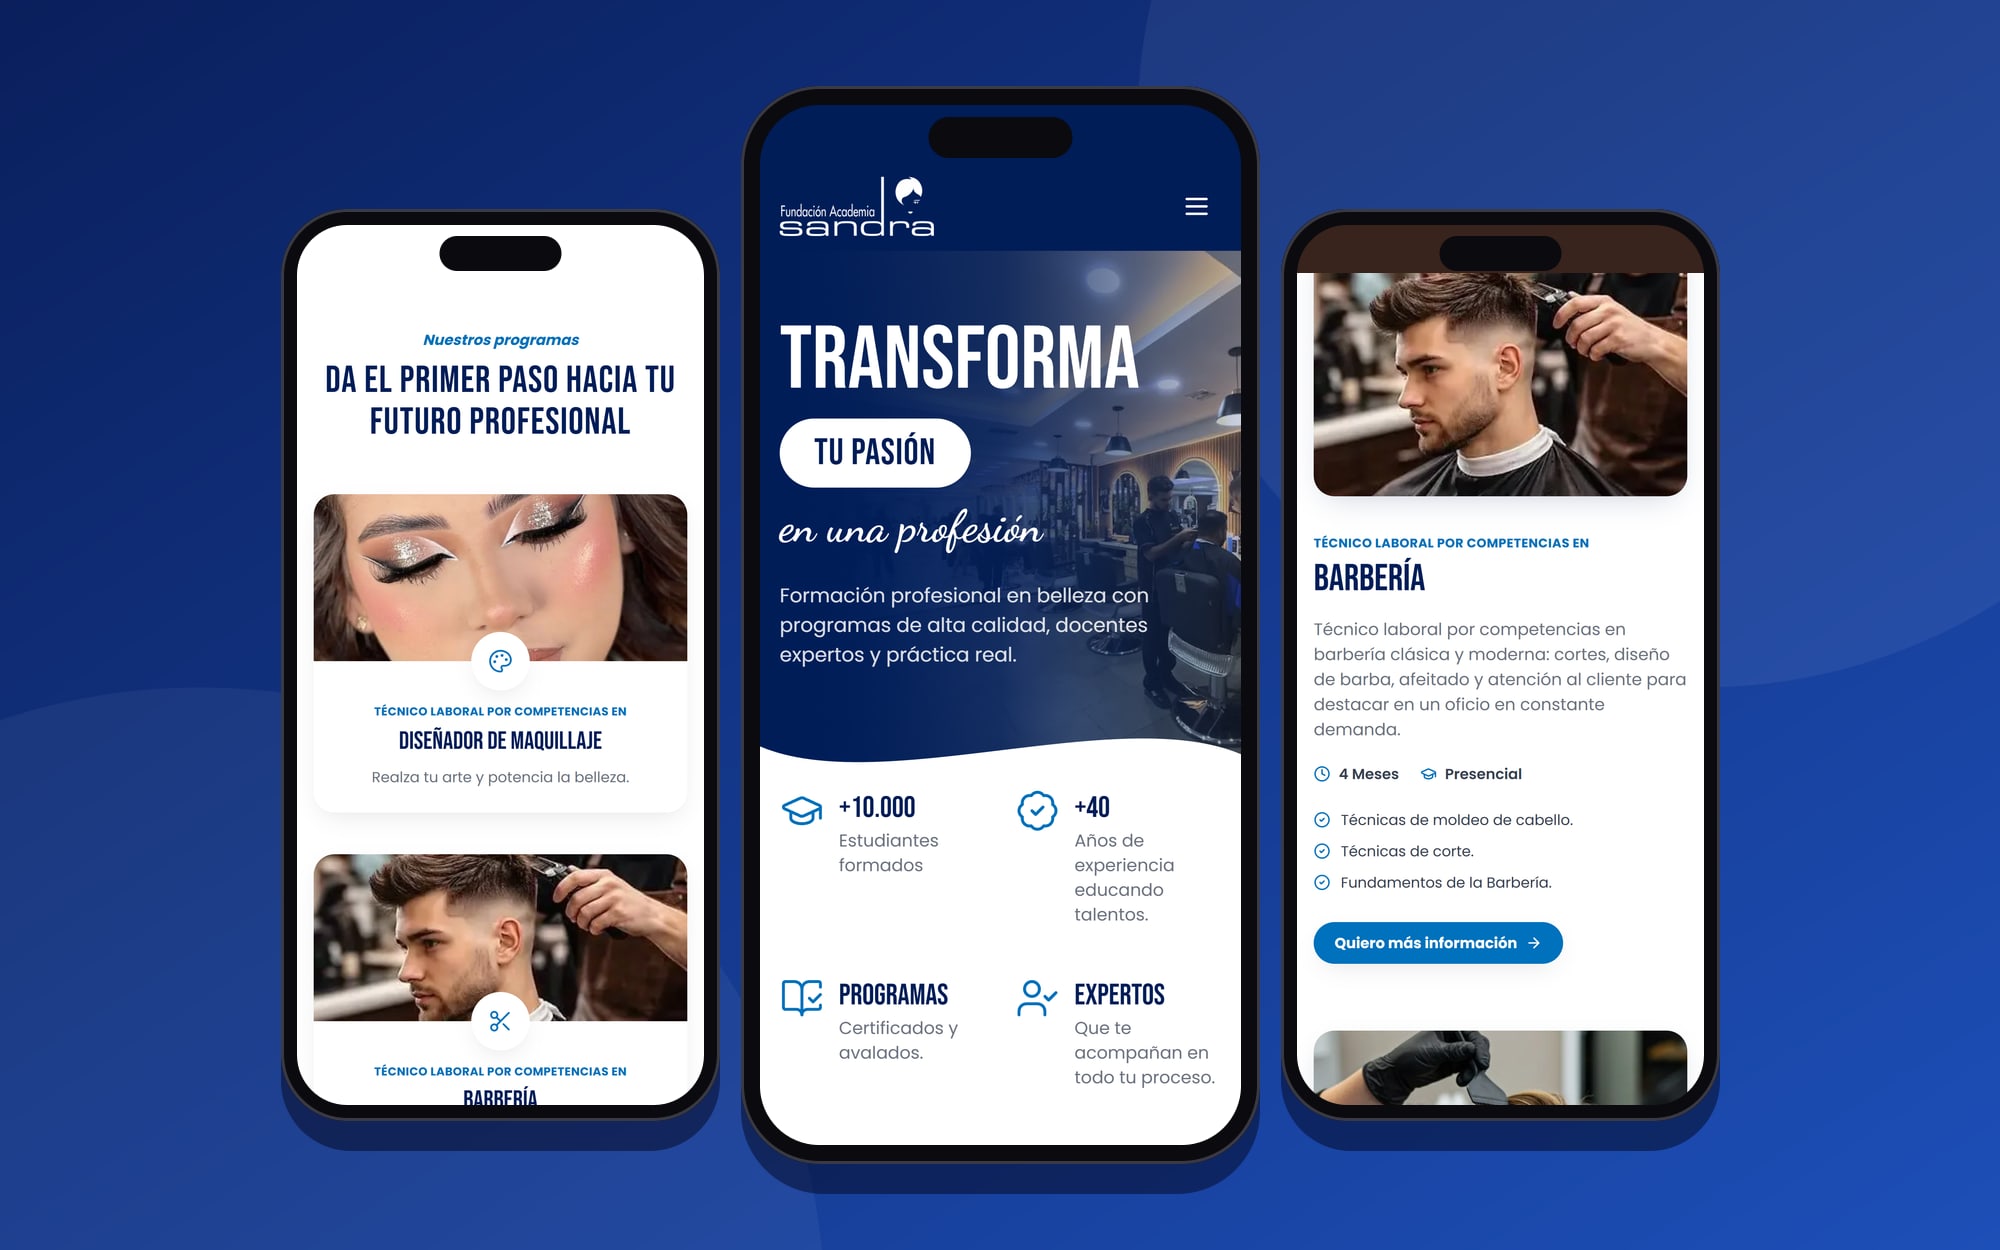 Nuestros programas
DA EL PRIMER PASO HACIA TU
FUTURO PROFESIONAL
TÉCNICO LABORAL POR COMPETENCIAS EN
DISEÑADOR DE MAQUILLAJE
Realza tu arte y potencia la belleza.
TÉCNICO LABORAL POR COMPETENCIAS EN
BARBERÍA
Fundación Academia
sandra
TRANSFORMA
TU PASIÓN
en una profesión
Formación profesional en belleza con
programas de alta calidad, docentes
expertos y práctica real.
+10.000
Estudiantes
formados
+40
Años de
experiencia
educando
talentos.
PROGRAMAS
Certificados y
avalados.
EXPERTOS
Que te
acompañan en
todo tu proceso.
TÉCNICO LABORAL POR COMPETENCIAS EN
BARBERÍA
Técnico laboral por competencias en
barbería clásica y moderna: cortes, diseño
de barba, afeitado y atención al cliente para
destacar en un oficio en constante
demanda.
4 Meses Presencial
Técnicas de moldeo de cabello.
Técnicas de corte.
Fundamentos de la Barbería.
Quiero más información